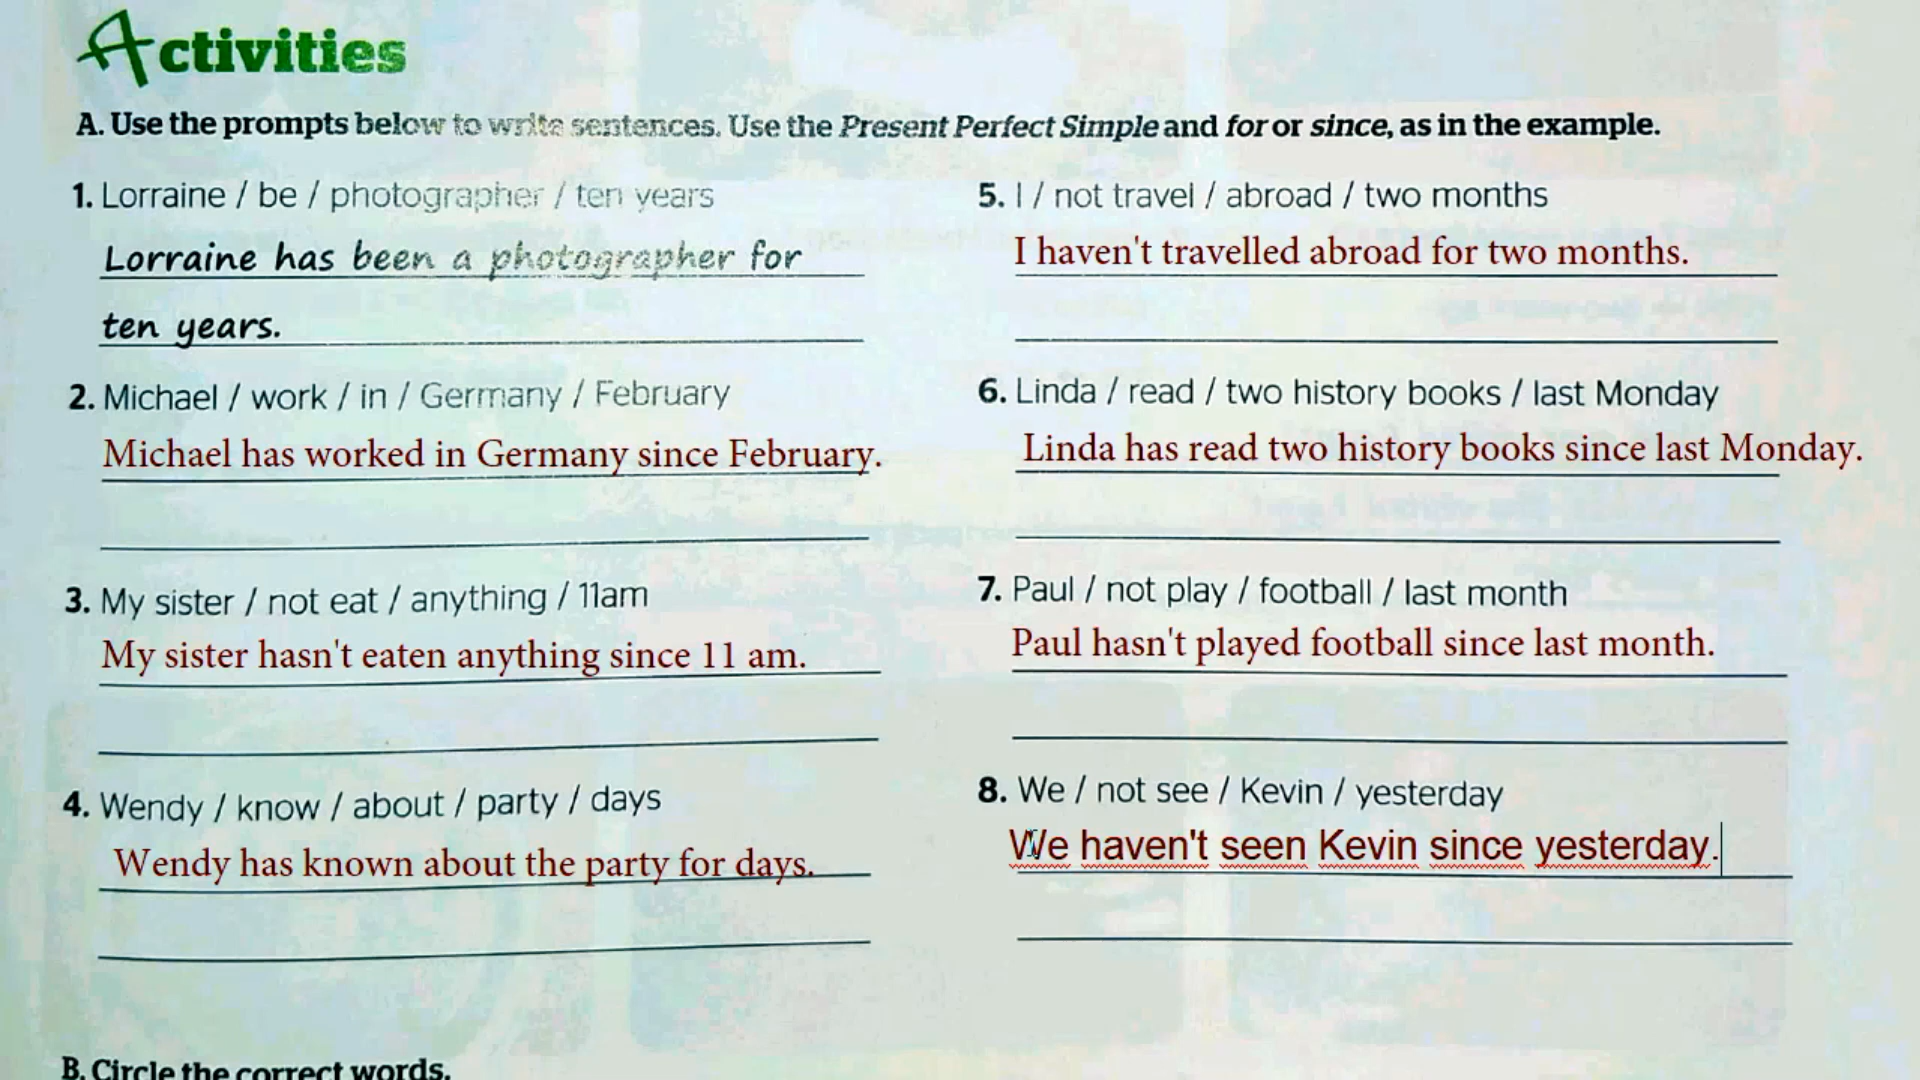 Activities
A. Use the prompts below to write sentences. Use the Present Perfect Simple and for or since, as in the example.
1. Lorraine / be / photographer / ten years
Lorraine has been a photographer for
ten years.
2. Michael / work / in / Germany / February
Michael has worked in Germany since February.
3. My sister / not eat / anything / 11am
My sister hasn't eaten anything since 11 am.
4. Wendy / know / about / party / days
Wendy has known about the party for days.
5. I / not travel / abroad / two months
I haven't travelled abroad for two months.
6. Linda / read / two history books / last Monday
Linda has read two history books since last Monday.
7. Paul / not play / football / last month
Paul hasn't played football since last month.
8. We / not see / Kevin / yesterday
We haven't seen Kevin since yesterday.
B. Circle the correct words.